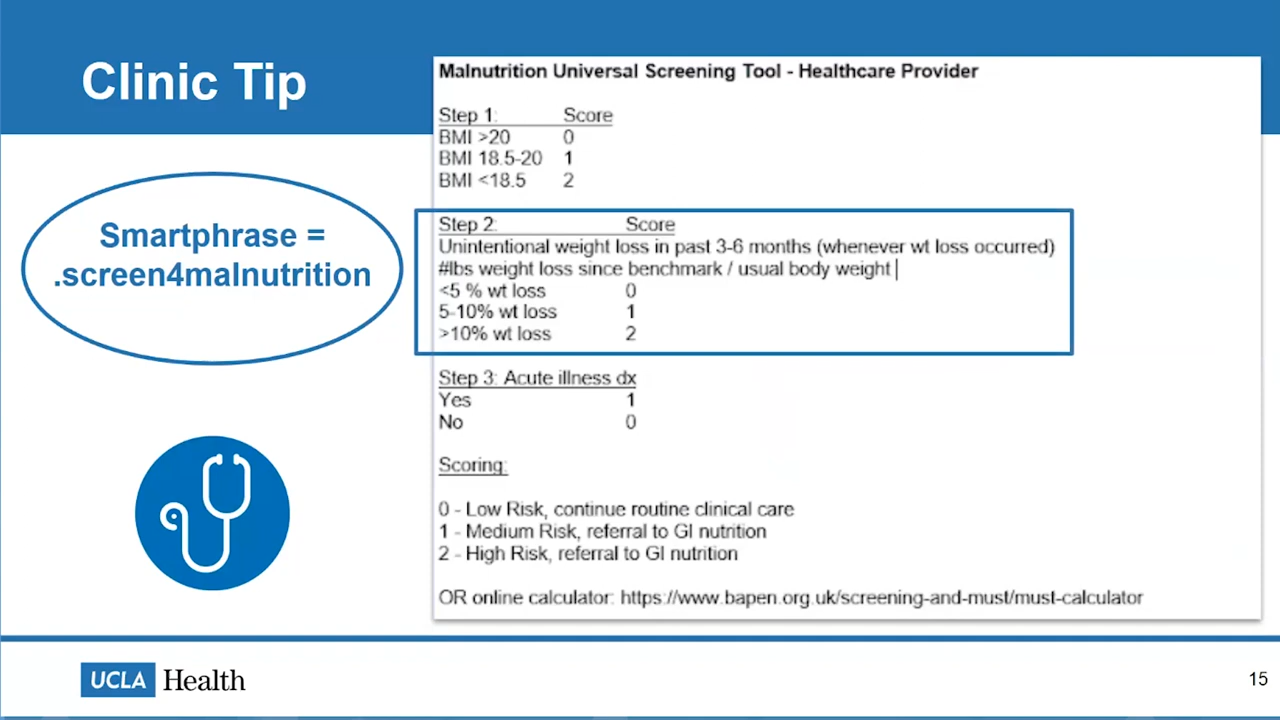 Clinic Tip
Smartphrase =
.screen4malnutrition
Malnutrition Universal Screening Tool - Healthcare Provider
Step 1: Score
BMI >20 0
BMI 18.5-20 1
BMI <18.5 2
Step 2: Score
Unintentional weight loss in past 3-6 months (whenever wt loss occurred)
#lbs weight loss since benchmark / usual body weight
<5 % wt loss 0
5-10% wt loss 1
>10% wt loss 2
Step 3: Acute illness dx
Yes 1
No 0
Scoring:
0 - Low Risk, continue routine clinical care
1 - Medium Risk, referral to GI nutrition
2 - High Risk, referral to GI nutrition
OR online calculator: https://www.bapen.org.uk/screening-and-must/must-calculator
UCLA Health
15